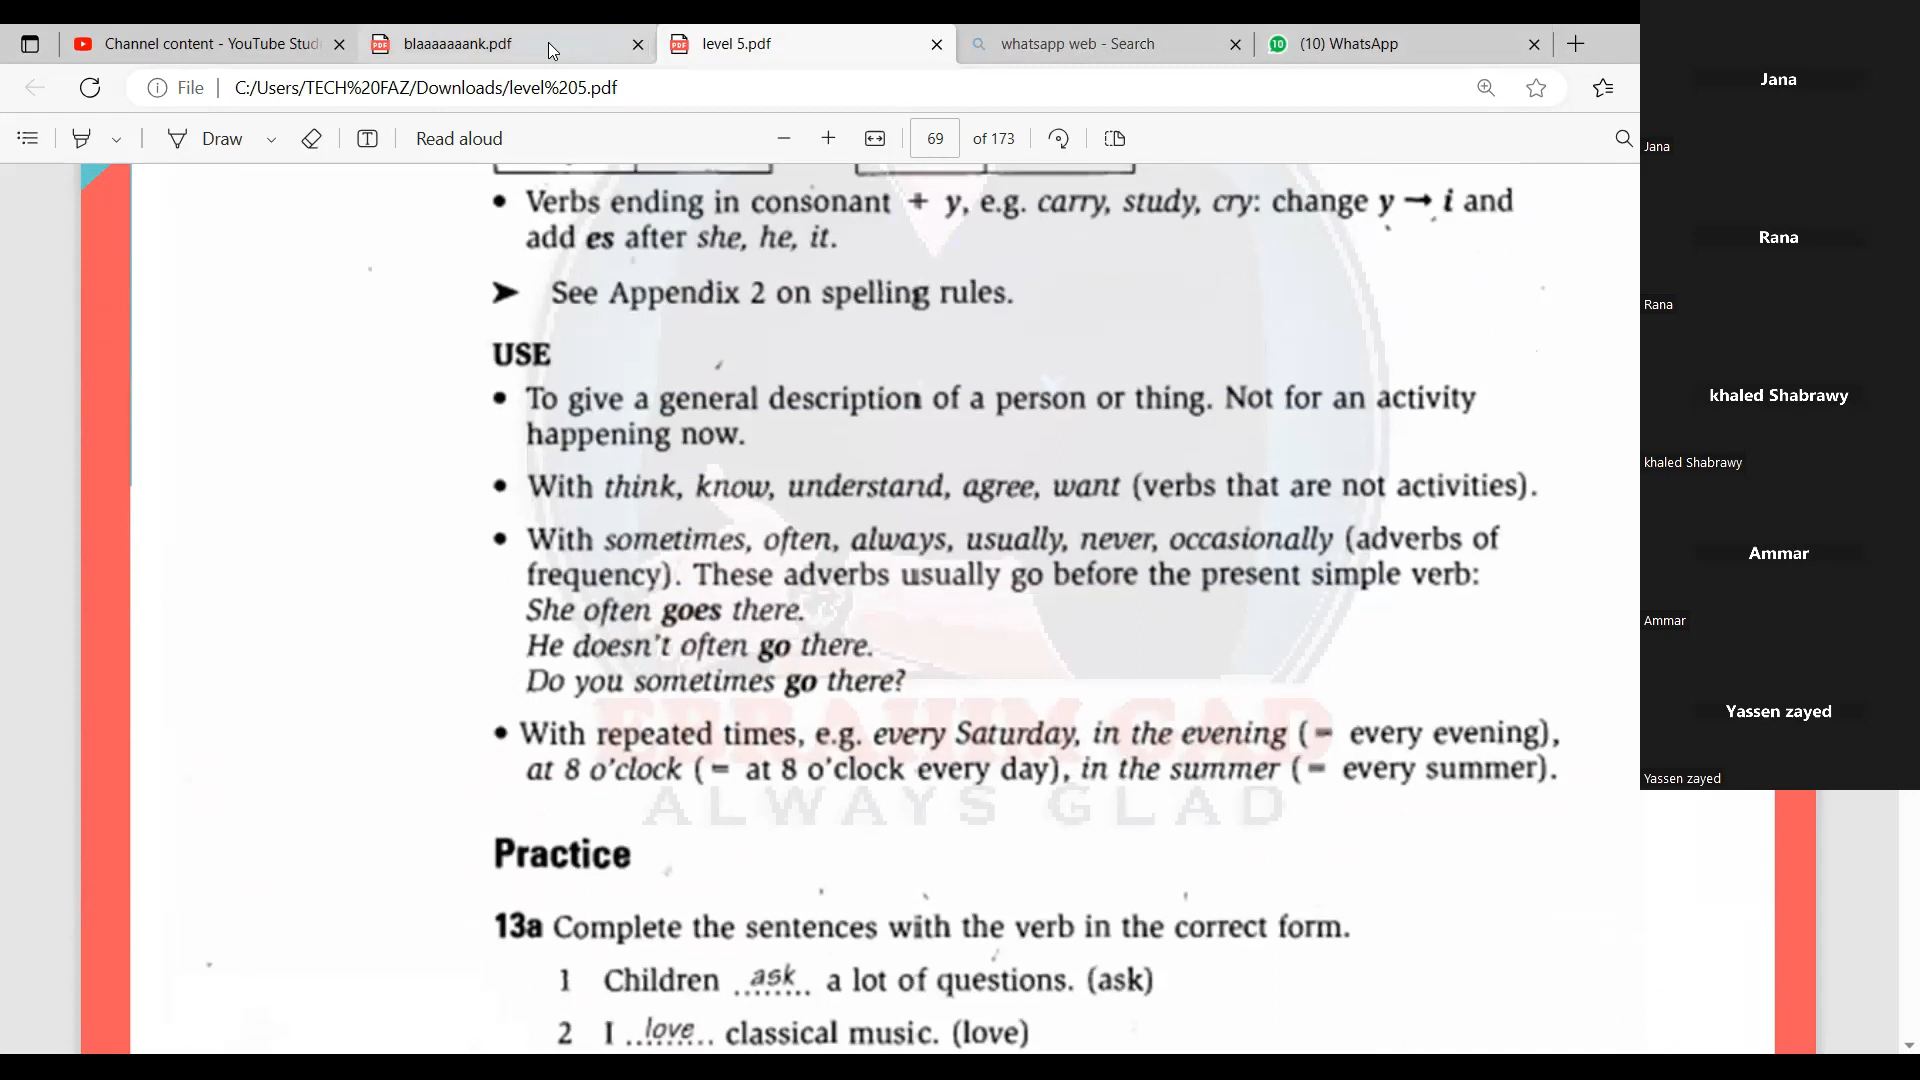 Channel content - YouTube Studi
blaaaaaaank.pdf
level 5.pdf
whatsapp web - Search
(10) WhatsApp
File
C:/Users/TECH%20FAZ/Downloads/level%205.pdf
Draw
Read aloud
69 of 173
• Verbs ending in consonant + y, e.g. carry, study, cry: change y → i and
add es after she, he, it.
➤ See Appendix 2 on spelling rules.
USE
• To give a general description of a person or thing. Not for an activity
happening now.
• With think, know, understand, agree, want (verbs that are not activities).
• With sometimes, often, always, usually, never, occasionally (adverbs of
frequency). These adverbs usually go before the present simple verb:
She often goes there.
He doesn't often go there.
Do you sometimes go there?
EBRAHIM GAD
• With repeated times, e.g. every Saturday, in the evening (= every evening),
at 8 o'clock (= at 8 o'clock every day), in the summer (= every summer).
ALWAYS GLAD
Practice
13a Complete the sentences with the verb in the correct form.
1 Children ..ask.. a lot of questions. (ask)
2 I ..love.. classical music. (love)
Jana
Jana
Rana
Rana
khaled Shabrawy
khaled Shabrawy
Ammar
Ammar
Yassen zayed
Yassen zayed